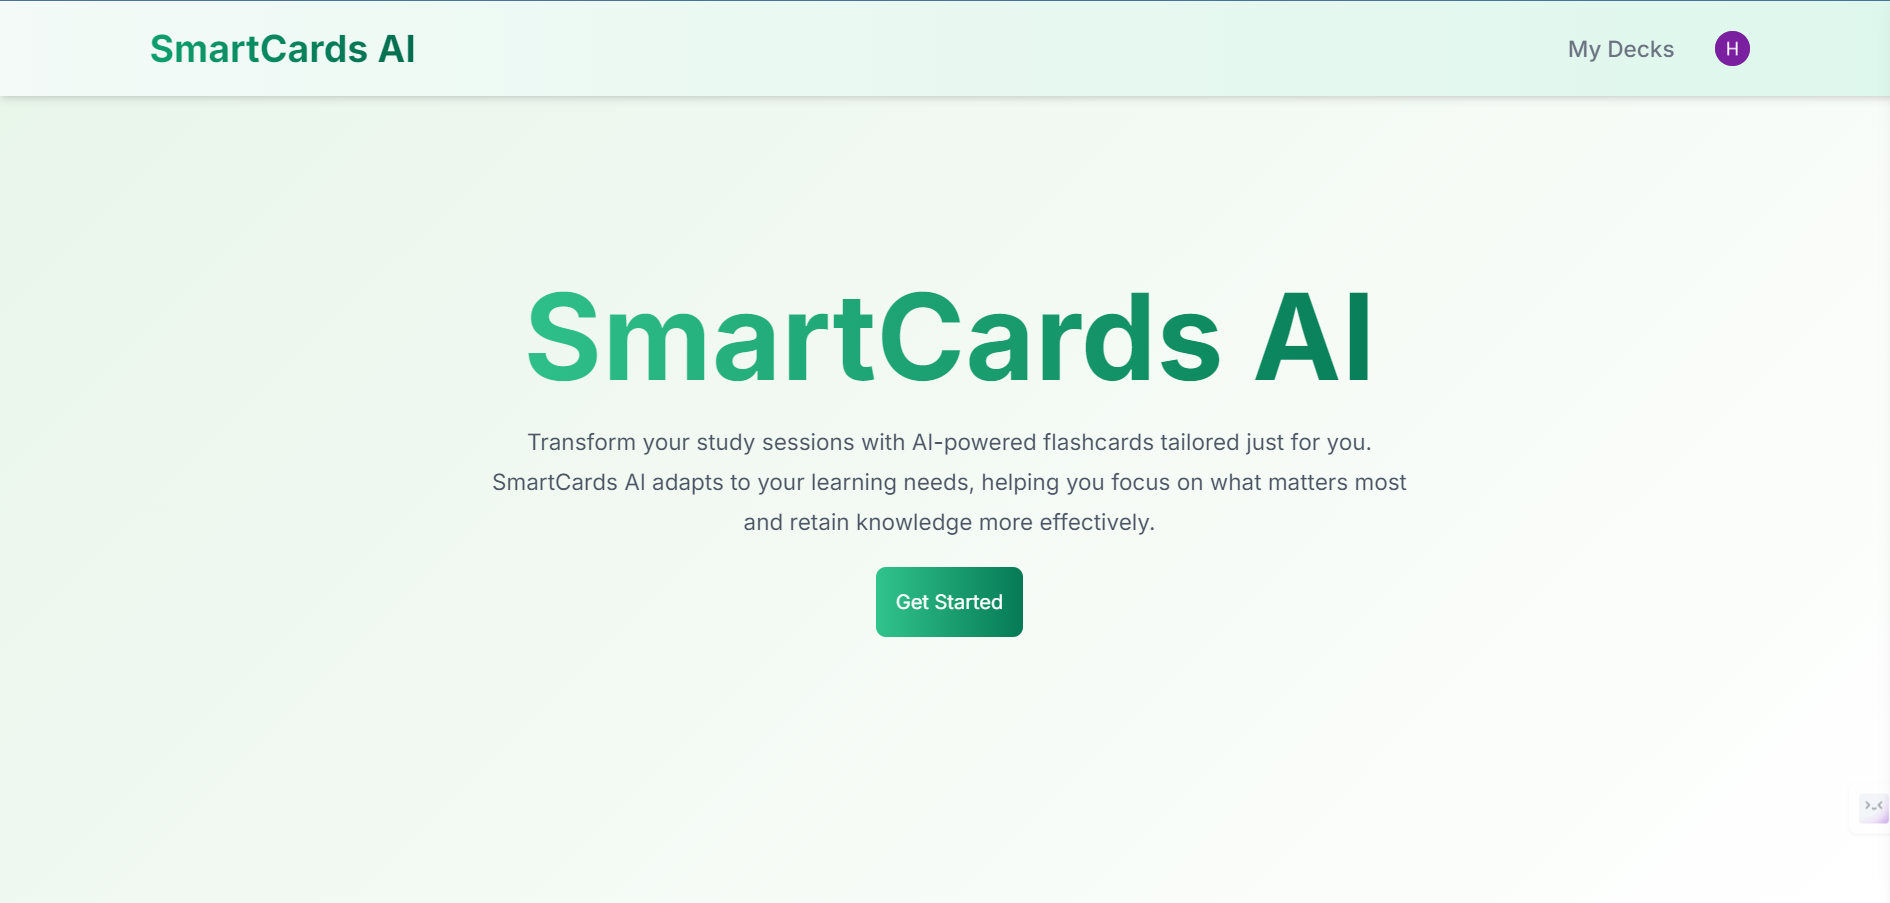 SmartCards AI
My Decks
H
SmartCards AI
Transform your study sessions with AI-powered flashcards tailored just for you.
SmartCards AI adapts to your learning needs, helping you focus on what matters most
and retain knowledge more effectively.
Get Started